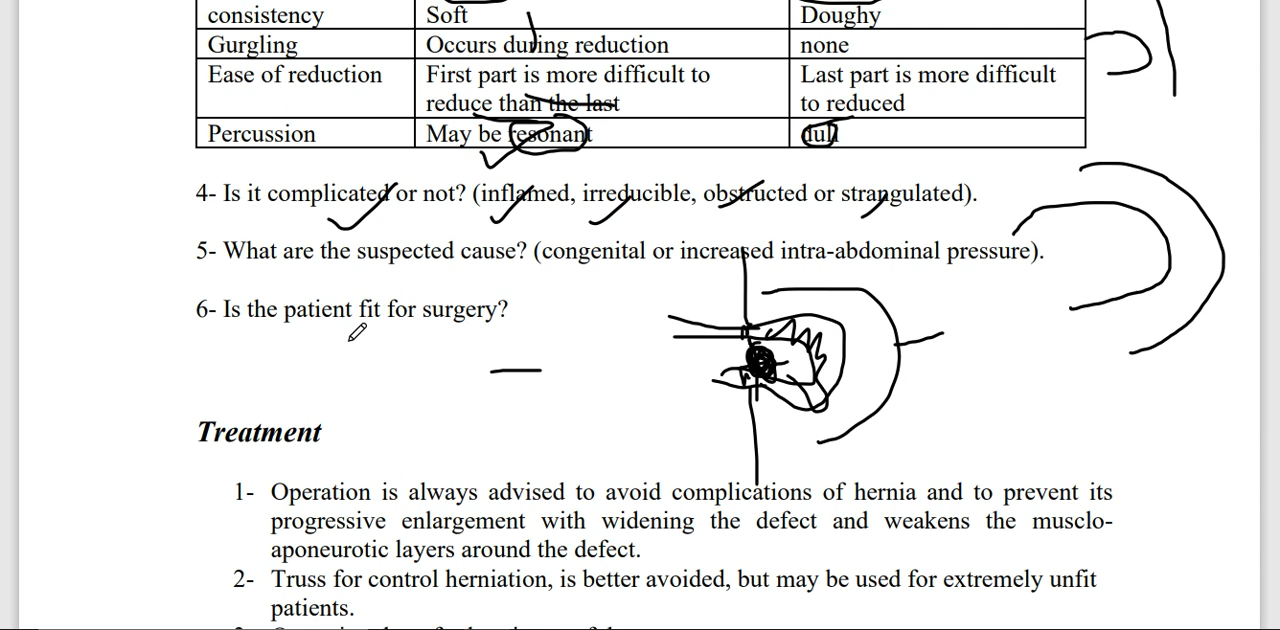 consistency Soft Doughy
Gurgling Occurs during reduction none
Ease of reduction First part is more difficult to Last part is more difficult
reduce than the last to reduced
Percussion May be resonant dull
4- Is it complicated or not? (inflamed, irreducible, obstructed or strangulated).
5- What are the suspected cause? (congenital or increased intra-abdominal pressure).
6- Is the patient fit for surgery?
Treatment
1- Operation is always advised to avoid complications of hernia and to prevent its
progressive enlargement with widening the defect and weakens the musclo-
aponeurotic layers around the defect.
2- Truss for control herniation, is better avoided, but may be used for extremely unfit
patients.